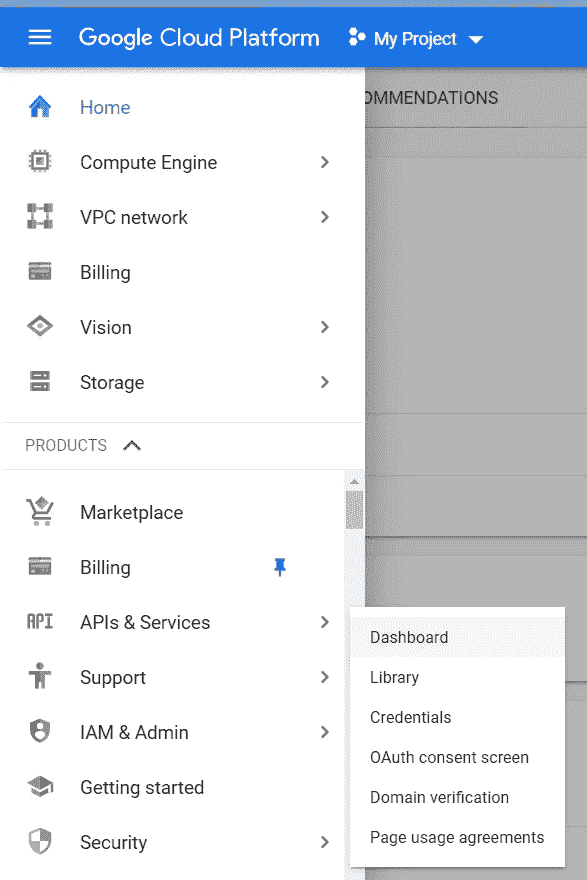 Google Cloud Platform My Project
OMMENDATIONS
Home
Compute Engine
VPC network
Billing
Vision
Storage
PRODUCTS
Marketplace
Billing
API APIs & Services
Support
IAM & Admin
Getting started
Security
Dashboard
Library
Credentials
OAuth consent screen
Domain verification
Page usage agreements